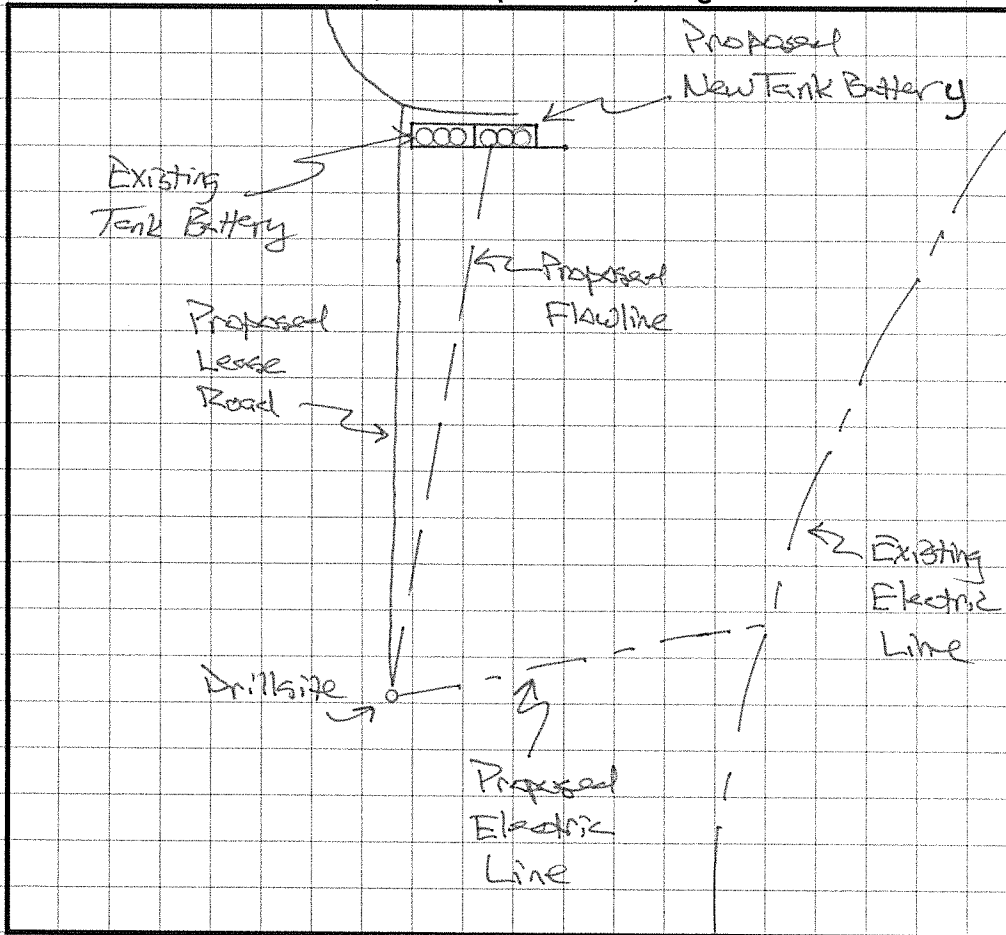 Proposed
New Tank Battery
Existing
Tank Battery
Proposed
Flowline
Proposed
Lease
Road
Existing
Electric
Line
Drillsite
Proposed
Electric
Line